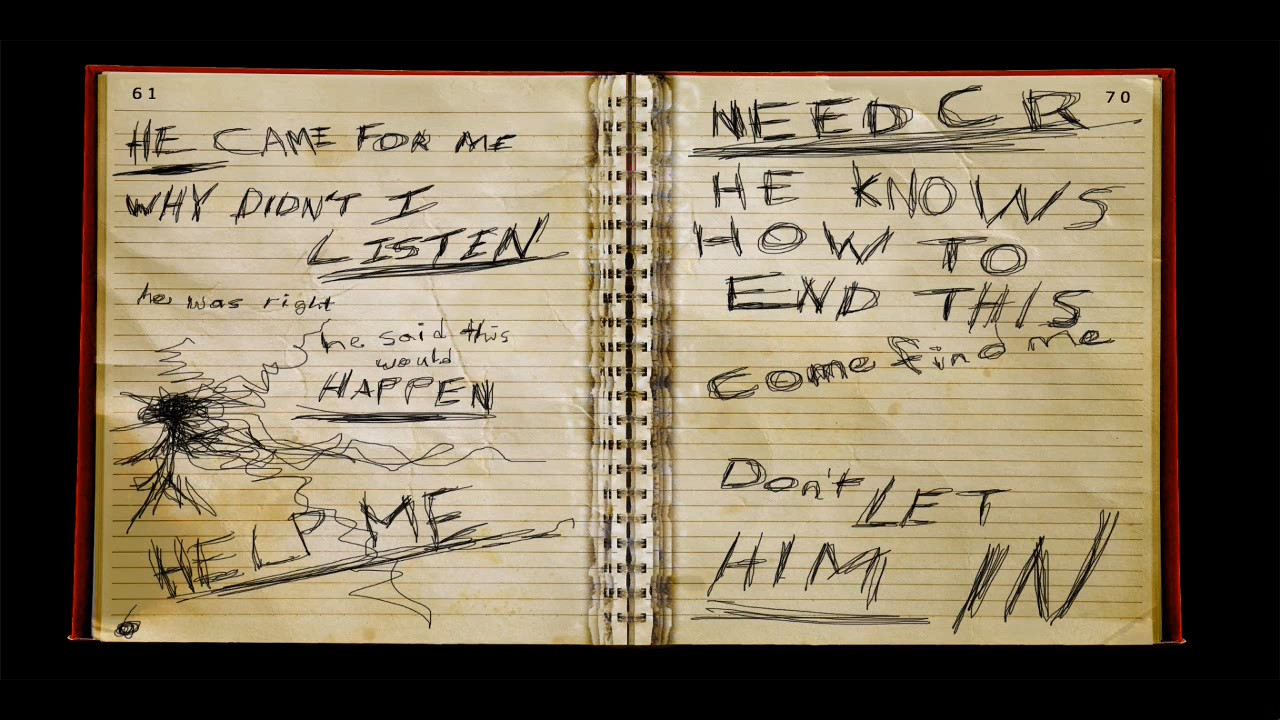 61
HE CAME FOR ME
WHY DIDN'T I
LISTEN
he was right
he said this
would
HAPPEN
HELP ME
70
NEED CR
HE KNOWS
HOW TO
END THIS
come find me
Don't LET
HIM IN